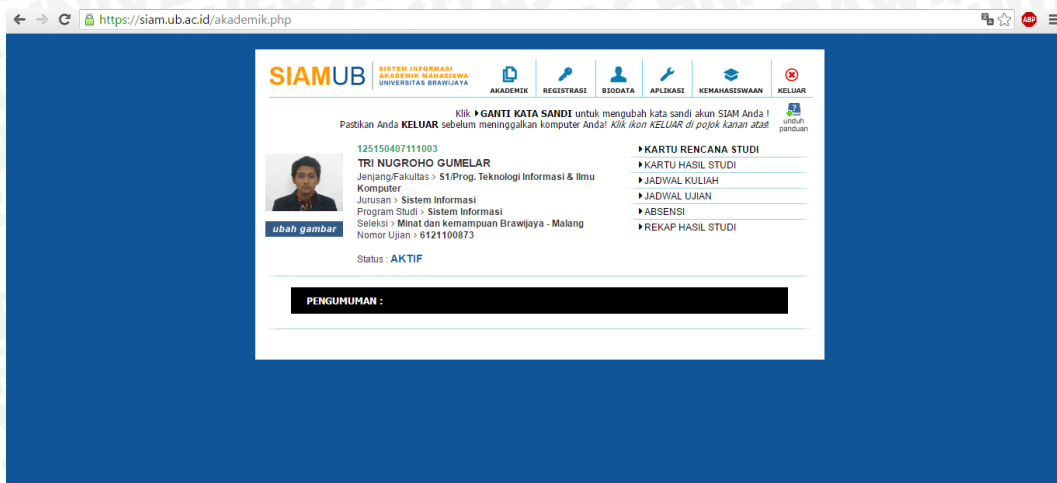 https://siam.ub.ac.id/akademik.php
ABP
SIAMUB
SISTEM INFORMASI
AKADEMIK MAHASISWA
UNIVERSITAS BRAWIJAYA
AKADEMIK
REGISTRASI
BIODATA
APLIKASI
KEMAHASISWAAN
KELUAR
Klik GANTI KATA SANDI untuk mengubah kata sandi akun SIAM Anda !
Pastikan Anda KELUAR sebelum meninggalkan komputer Anda! Klik ikon KELUAR di pojok kanan atas!
unduh
panduan
125150407111003
TRI NUGROHO GUMELAR
Jenjang/Fakultas > S1/Prog. Teknologi Informasi & Ilmu
Komputer
Jurusan > Sistem Informasi
Program Studi > Sistem Informasi
Seleksi > Minat dan kemampuan Brawijaya - Malang
Nomor Ujian > 6121100873
Status : AKTIF
ubah gambar
KARTU RENCANA STUDI
KARTU HASIL STUDI
JADWAL KULIAH
JADWAL UJIAN
ABSENSI
REKAP HASIL STUDI
PENGUMUMAN :